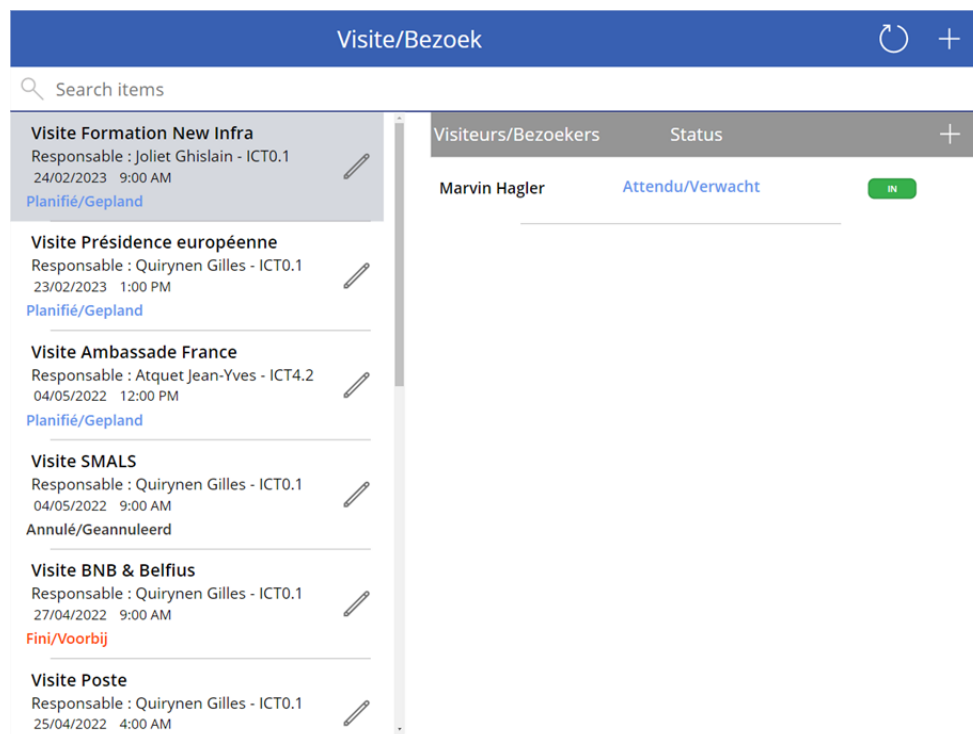 Visite/Bezoek
Search items
Visite Formation New Infra
Responsable : Joliet Ghislain - ICT0.1
24/02/2023 9:00 AM
Planifié/Gepland
Visite Présidence européenne
Responsable : Quirynen Gilles - ICT0.1
23/02/2023 1:00 PM
Planifié/Gepland
Visite Ambassade France
Responsable : Atquet Jean-Yves - ICT4.2
04/05/2022 12:00 PM
Planifié/Gepland
Visite SMALS
Responsable : Quirynen Gilles - ICT0.1
04/05/2022 9:00 AM
Annulé/Geannuleerd
Visite BNB & Belfius
Responsable : Quirynen Gilles - ICT0.1
27/04/2022 9:00 AM
Fini/Voorbij
Visite Poste
Responsable : Quirynen Gilles - ICT0.1
25/04/2022 4:00 AM
Visiteurs/Bezoekers Status
Marvin Hagler Attendu/Verwacht IN